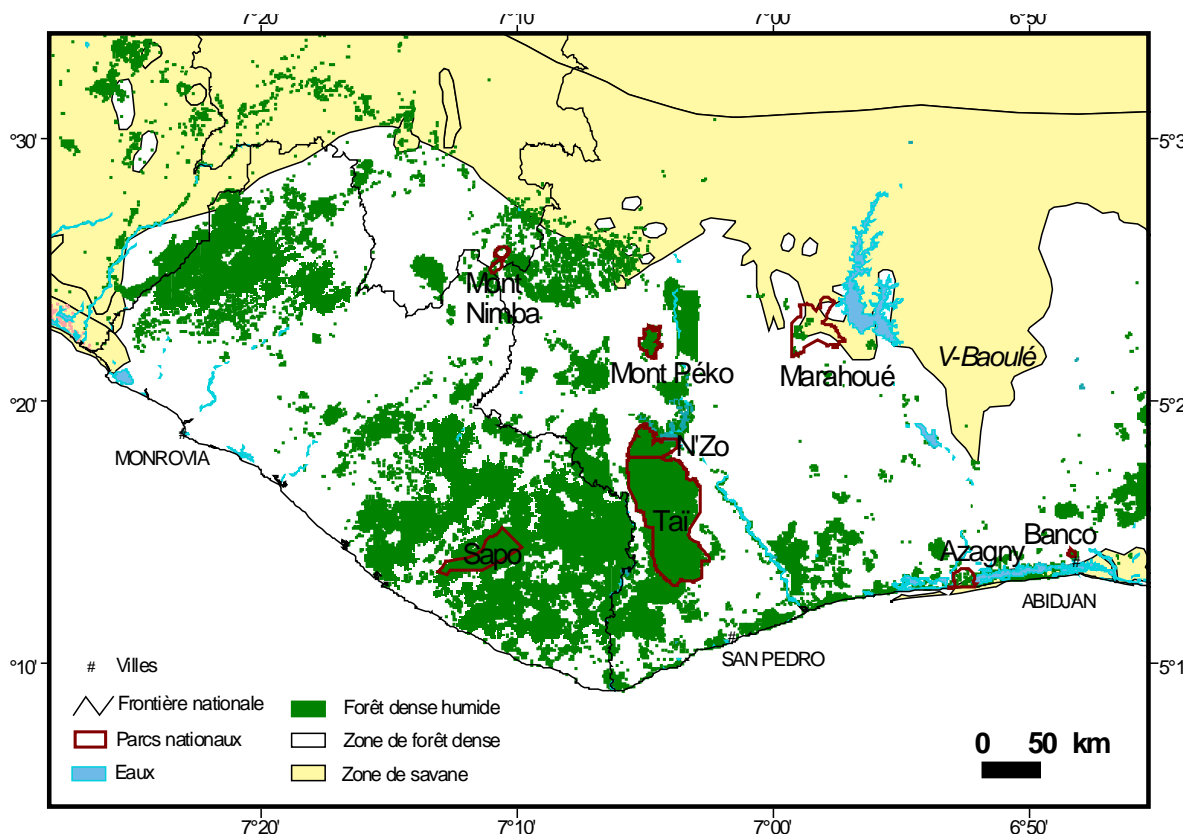 7°20' 7°10' 7°00' 6°50'
°30' 5°3
Mont
Nimba
Mont Péko
Marahoué
V-Baoulé
°20' 5°2
MONROVIA
N'Zo
Taï
Sapo
Banco
Azagny
ABIDJAN
SAN PEDRO
°10' 5°1
# Villes
Frontière nationale
Forêt dense humide
Parcs nationaux
Zone de forêt dense
Eaux
Zone de savane
0 50 km
7°20' 7°10' 7°00' 6°50'